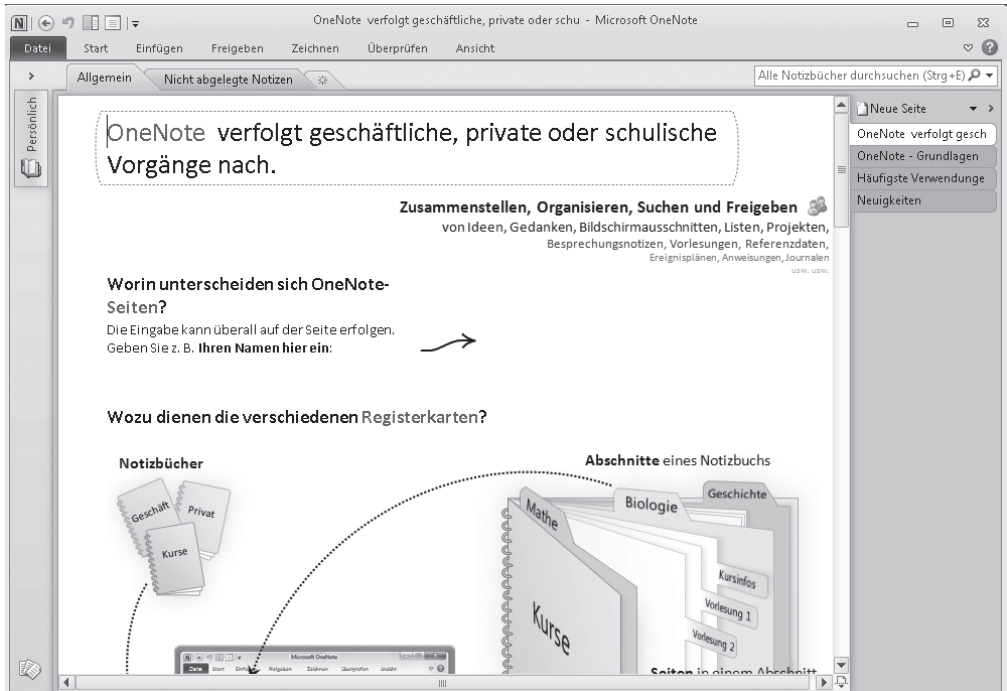 OneNote verfolgt geschäftliche, private oder schu - Microsoft OneNote
Datei Start Einfügen Freigeben Zeichnen Überprüfen Ansicht
Allgemein Nicht abgelegte Notizen
Alle Notizbücher durchsuchen (Strg+E)
Persönlich
Neue Seite
OneNote verfolgt gesch
OneNote - Grundlagen
Häufigste Verwendunge
Neuigkeiten
OneNote verfolgt geschäftliche, private oder schulische
Vorgänge nach.
Zusammenstellen, Organisieren, Suchen und Freigeben
von Ideen, Gedanken, Bildschirmausschnitten, Listen, Projekten,
Besprechungsnotizen, Vorlesungen, Referenzdaten,
Ereignisplänen, Anweisungen, Journalen
usw. usw.
Worin unterscheiden sich OneNote-
Seiten?
Die Eingabe kann überall auf der Seite erfolgen.
Geben Sie z. B. Ihren Namen hier ein:
Wozu dienen die verschiedenen Registerkarten?
Notizbücher
Geschäft
Privat
Kurse
Abschnitte eines Notizbuchs
Mathe
Biologie
Geschichte
Kursinfos
Vorlesung 1
Vorlesung 2
Kurse
Seiten in einem Abschnitt
Microsoft OneNote
Datei Start Einfügen Freigeben Zeichnen Überprüfen Ansicht